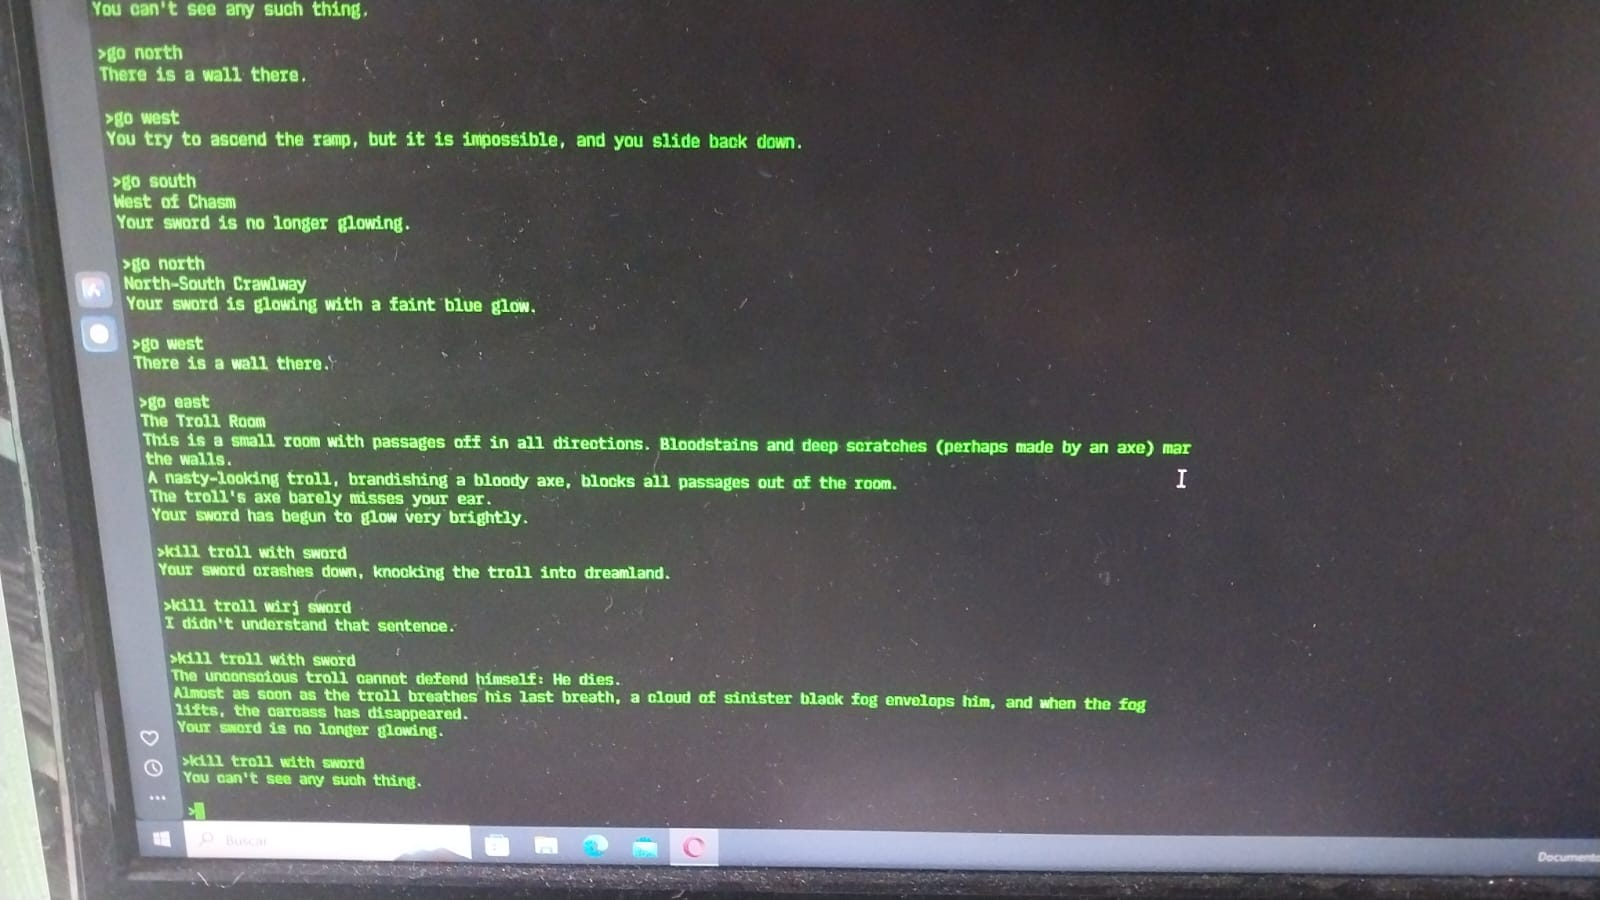 You can't see any such thing.
>go north
There is a wall there.
>go west
You try to ascend the ramp, but it is impossible, and you slide back down.
>go south
West of Chasm
Your sword is no longer glowing.
>go north
North-South Crawlway
Your sword is glowing with a faint blue glow.
>go west
There is a wall there.
>go east
The Troll Room
This is a small room with passages off in all directions. Bloodstains and deep scratches (perhaps made by an axe) mar
the walls.
A nasty-looking troll, brandishing a bloody axe, blocks all passages out of the room.
The troll's axe barely misses your ear.
Your sword has begun to glow very brightly.
>kill troll with sword
Your sword crashes down, knocking the troll into dreamland.
>kill troll wirj sword
I didn't understand that sentence.
>kill troll with sword
The unconscious troll cannot defend himself: He dies.
Almost as soon as the troll breathes his last breath, a cloud of sinister black fog envelops him, and when the fog
lifts, the carcass has disappeared.
Your sword is no longer glowing.
>kill troll with sword
You can't see any such thing.
>
Buscar
Documento